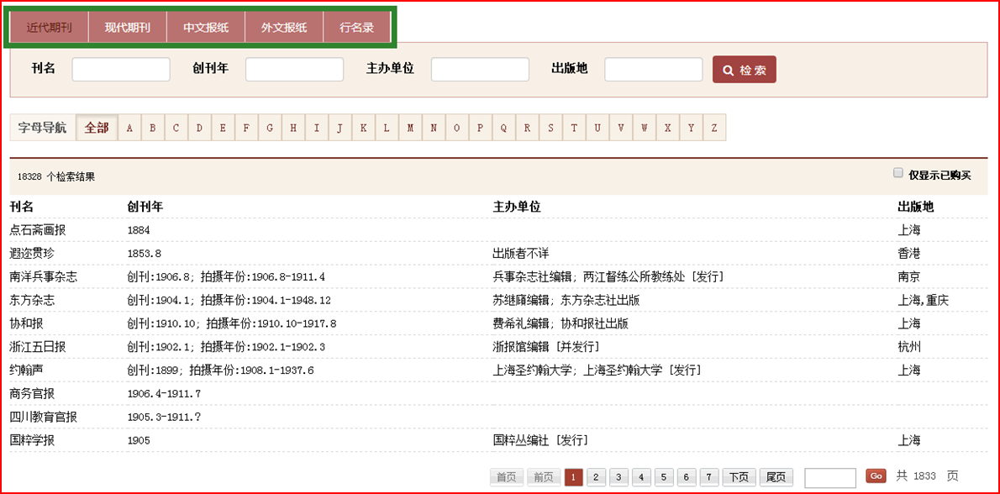 近代期刊 现代期刊 中文报纸 外文报纸 行名录
刊名 创刊年 主办单位 出版地 检 索
字母导航 全部 A B C D E F G H I J K L M N O P Q R S T U V W X Y Z
18328 个检索结果 仅显示已购买
刊名 创刊年 主办单位 出版地
点石斋画报 1884 上海
遐迩贯珍 1853.8 出版者不详 香港
南洋兵事杂志 创刊:1906.8; 拍摄年份:1906.8-1911.4 兵事杂志社编辑; 两江督练公所教练处 [发行] 南京
东方杂志 创刊:1904.1; 拍摄年份:1904.1-1948.12 苏继廎编辑; 东方杂志社出版 上海,重庆
协和报 创刊:1910.10; 拍摄年份:1910.10-1917.8 费希礼编辑; 协和报社出版 上海
浙江五日报 创刊:1902.1; 拍摄年份:1902.1-1902.3 浙报馆编辑 [并发行] 杭州
约翰声 创刊:1899; 拍摄年份:1908.1-1937.6 上海圣约翰大学; 上海圣约翰大学 [发行] 上海
商务官报 1906.4-1911.7
四川教育官报 1905.3-1911.?
国粹学报 1905 国粹丛编社 [发行] 上海
首页 前页 1 2 3 4 5 6 7 下页 尾页 Go 共 1833 页